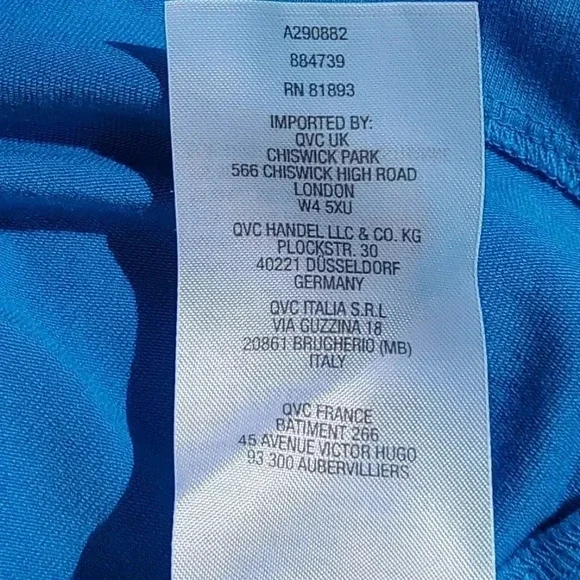 A290882
884739
RN 81893
IMPORTED BY:
QVC UK
CHISWICK PARK
566 CHISWICK HIGH ROAD
LONDON
W4 5XU
QVC HANDEL LLC & CO. KG
PLOCKSTR. 30
40221 DÜSSELDORF
GERMANY
QVC ITALIA S.R.L
VIA GUZZINA 18
20861 BRUGHERIO (MB)
ITALY
QVC FRANCE
BATIMENT 266
45 AVENUE VICTOR HUGO
93 300 AUBERVILLIERS